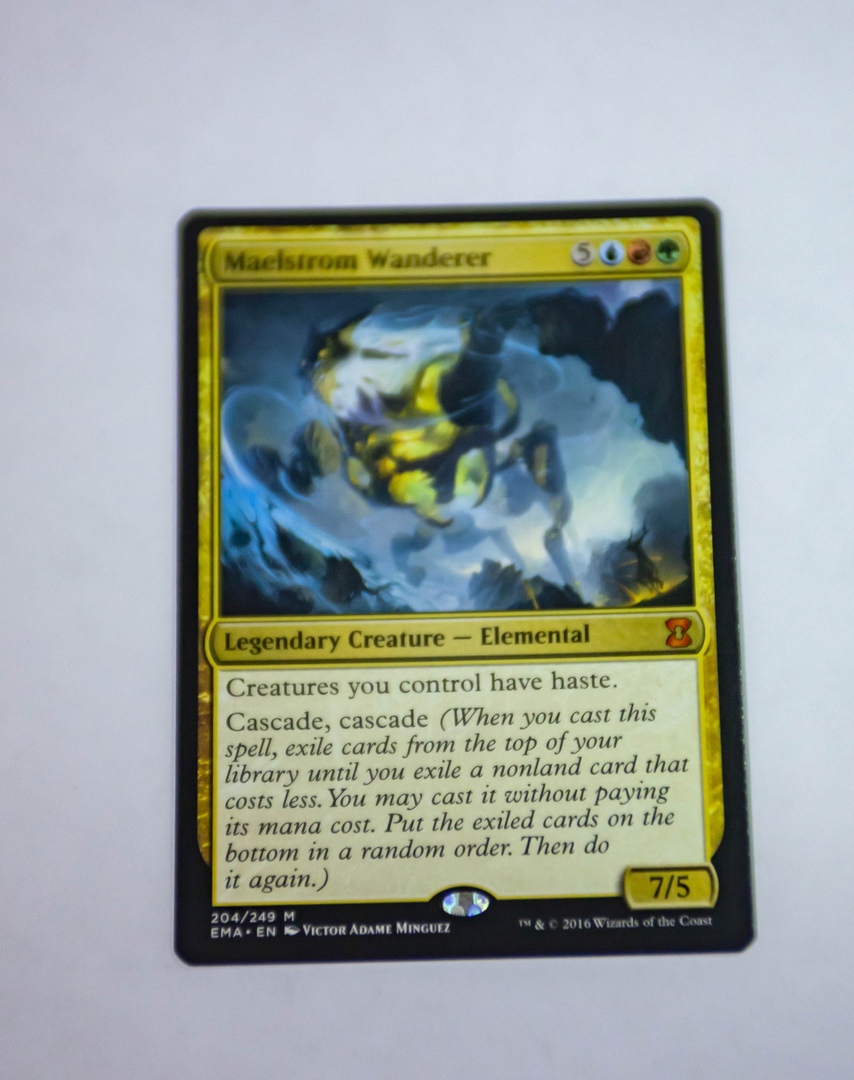 Maelstrom Wanderer 5
Legendary Creature — Elemental
Creatures you control have haste.
Cascade, cascade (When you cast this
spell, exile cards from the top of your
library until you exile a nonland card that
costs less. You may cast it without paying
its mana cost. Put the exiled cards on the
bottom in a random order. Then do
it again.)
7/5
204/249 M
EMA • EN Victor Adame Minguez
™ & © 2016 Wizards of the Coast